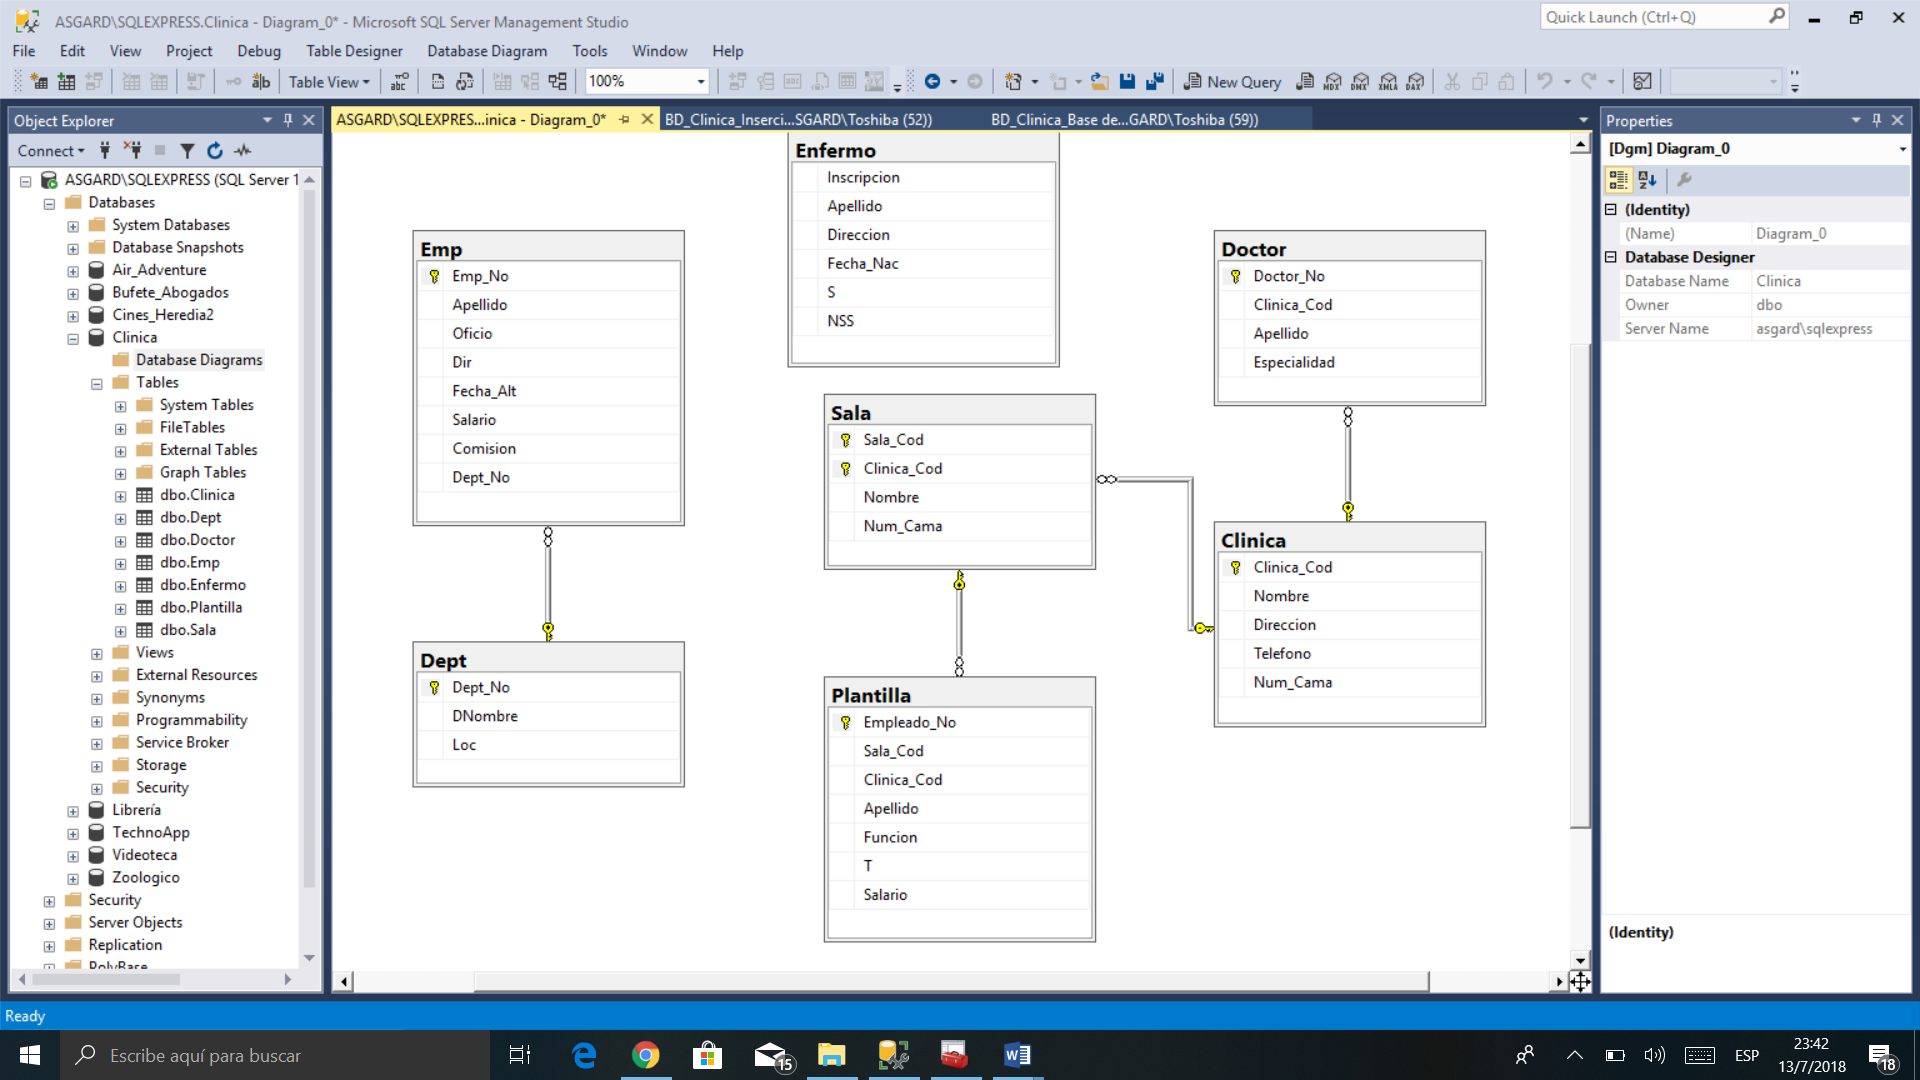 ASGARD\SQLEXPRESS.Clinica - Diagram_0* - Microsoft SQL Server Management Studio
Quick Launch (Ctrl+Q)
File Edit View Project Debug Table Designer Database Diagram Tools Window Help
Table View
100%
New Query
Object Explorer
Connect
ASGARD\SQLEXPRESS (SQL Server 1
Databases
System Databases
Database Snapshots
Air_Adventure
Bufete_Abogados
Cines_Heredia2
Clinica
Database Diagrams
Tables
System Tables
FileTables
External Tables
Graph Tables
dbo.Clinica
dbo.Dept
dbo.Doctor
dbo.Emp
dbo.Enfermo
dbo.Plantilla
dbo.Sala
Views
External Resources
Synonyms
Programmability
Service Broker
Storage
Security
Librería
TechnoApp
Videoteca
Zoologico
Security
Server Objects
Replication
PolyBase
ASGARD\SQLEXPRES...inica - Diagram_0*
BD_Clinica_Inserci...SGARD\Toshiba (52))
BD_Clinica_Base de...GARD\Toshiba (59))
Enfermo
Inscripcion
Apellido
Direccion
Fecha_Nac
S
NSS
Emp
Emp_No
Apellido
Oficio
Dir
Fecha_Alt
Salario
Comision
Dept_No
Dept
Dept_No
DNombre
Loc
Sala
Sala_Cod
Clinica_Cod
Nombre
Num_Cama
Plantilla
Empleado_No
Sala_Cod
Clinica_Cod
Apellido
Funcion
T
Salario
Doctor
Doctor_No
Clinica_Cod
Apellido
Especialidad
Clinica
Clinica_Cod
Nombre
Direccion
Telefono
Num_Cama
Properties
[Dgm] Diagram_0
(Identity)
(Name) Diagram_0
Database Designer
Database Name Clinica
Owner dbo
Server Name asgard\sqlexpress
(Identity)
Ready
Escribe aquí para buscar
15
ESP
23:42
13/7/2018
18